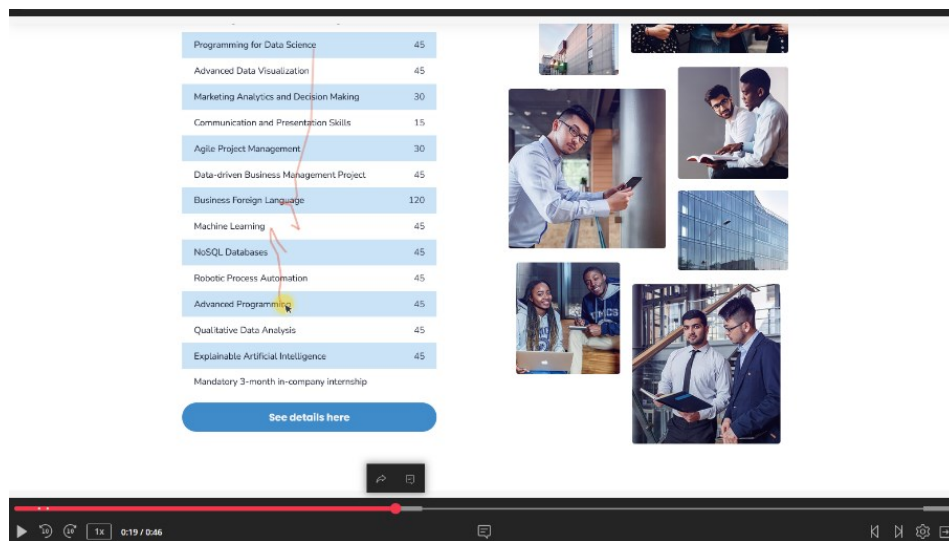 Programming for Data Science 45
Advanced Data Visualization 45
Marketing Analytics and Decision Making 30
Communication and Presentation Skills 15
Agile Project Management 30
Data-driven Business Management Project 45
Business Foreign Language 120
Machine Learning 45
NoSQL Databases 45
Robotic Process Automation 45
Advanced Programming 45
Qualitative Data Analysis 45
Explainable Artificial Intelligence 45
Mandatory 3-month in-company internship
See details here
10 10 1x 0:19 / 0:46